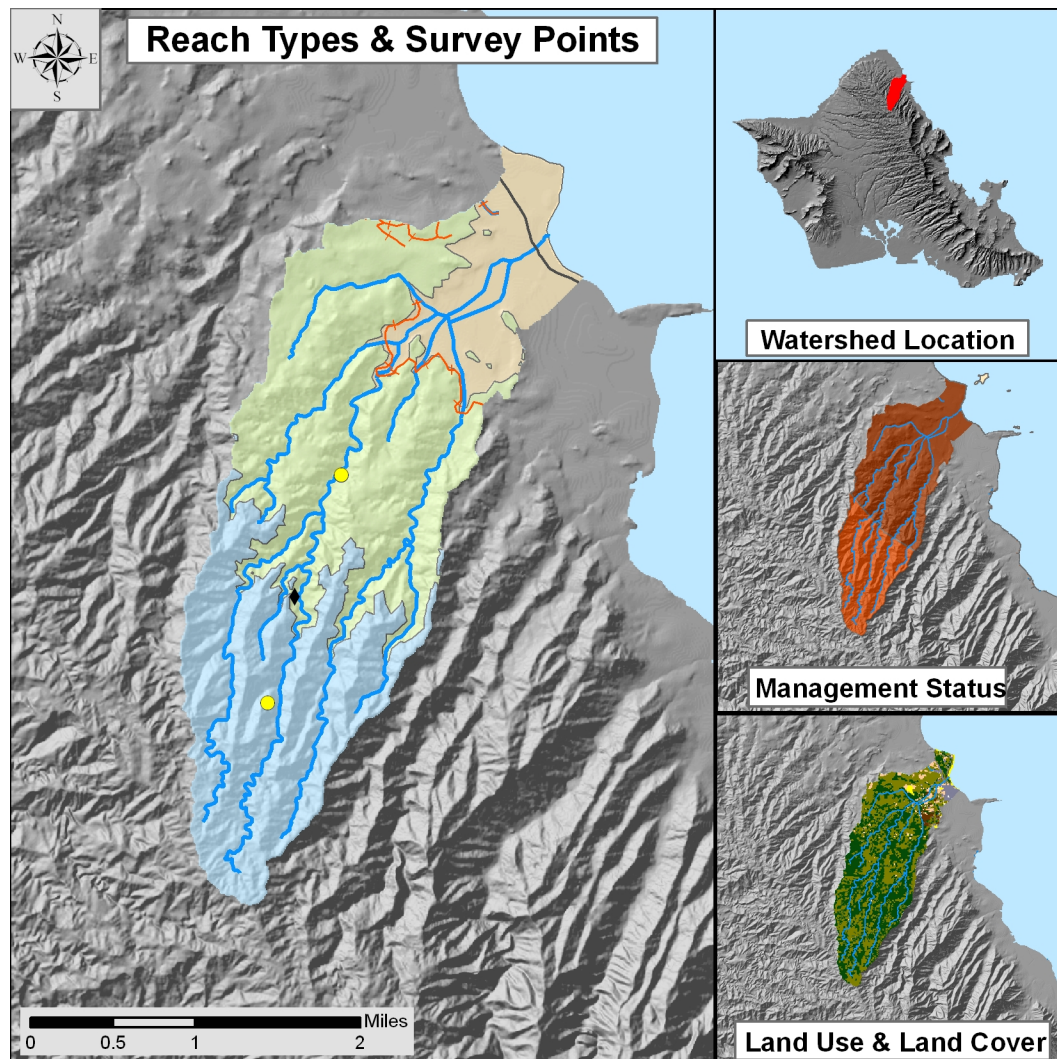 N
W E
S
Reach Types & Survey Points
Watershed Location
Management Status
Land Use & Land Cover
Miles
0 0.5 1 2